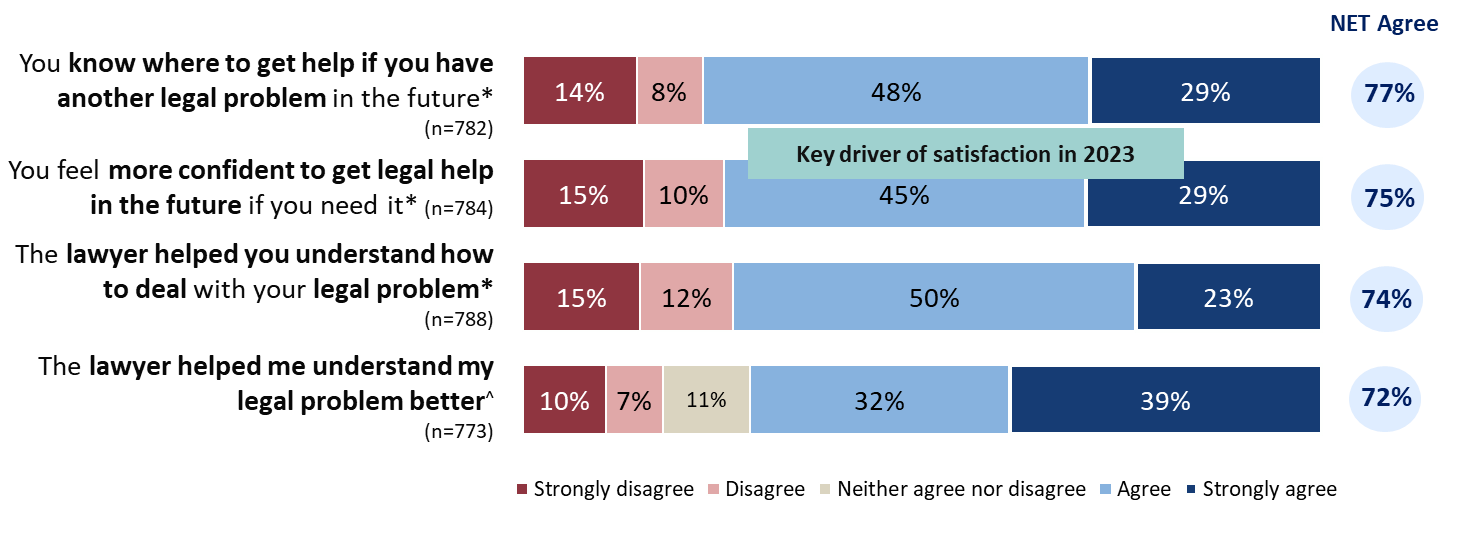 NET Agree
You know where to get help if you have
another legal problem in the future*
(n=782)
14% 8% 48% 29% 77%
Key driver of satisfaction in 2023
You feel more confident to get legal help
in the future if you need it* (n=784)
15% 10% 45% 29% 75%
The lawyer helped you understand how
to deal with your legal problem*
(n=788)
15% 12% 50% 23% 74%
The lawyer helped me understand my
legal problem better^
(n=773)
10% 7% 11% 32% 39% 72%
Strongly disagree Disagree Neither agree nor disagree Agree Strongly agree